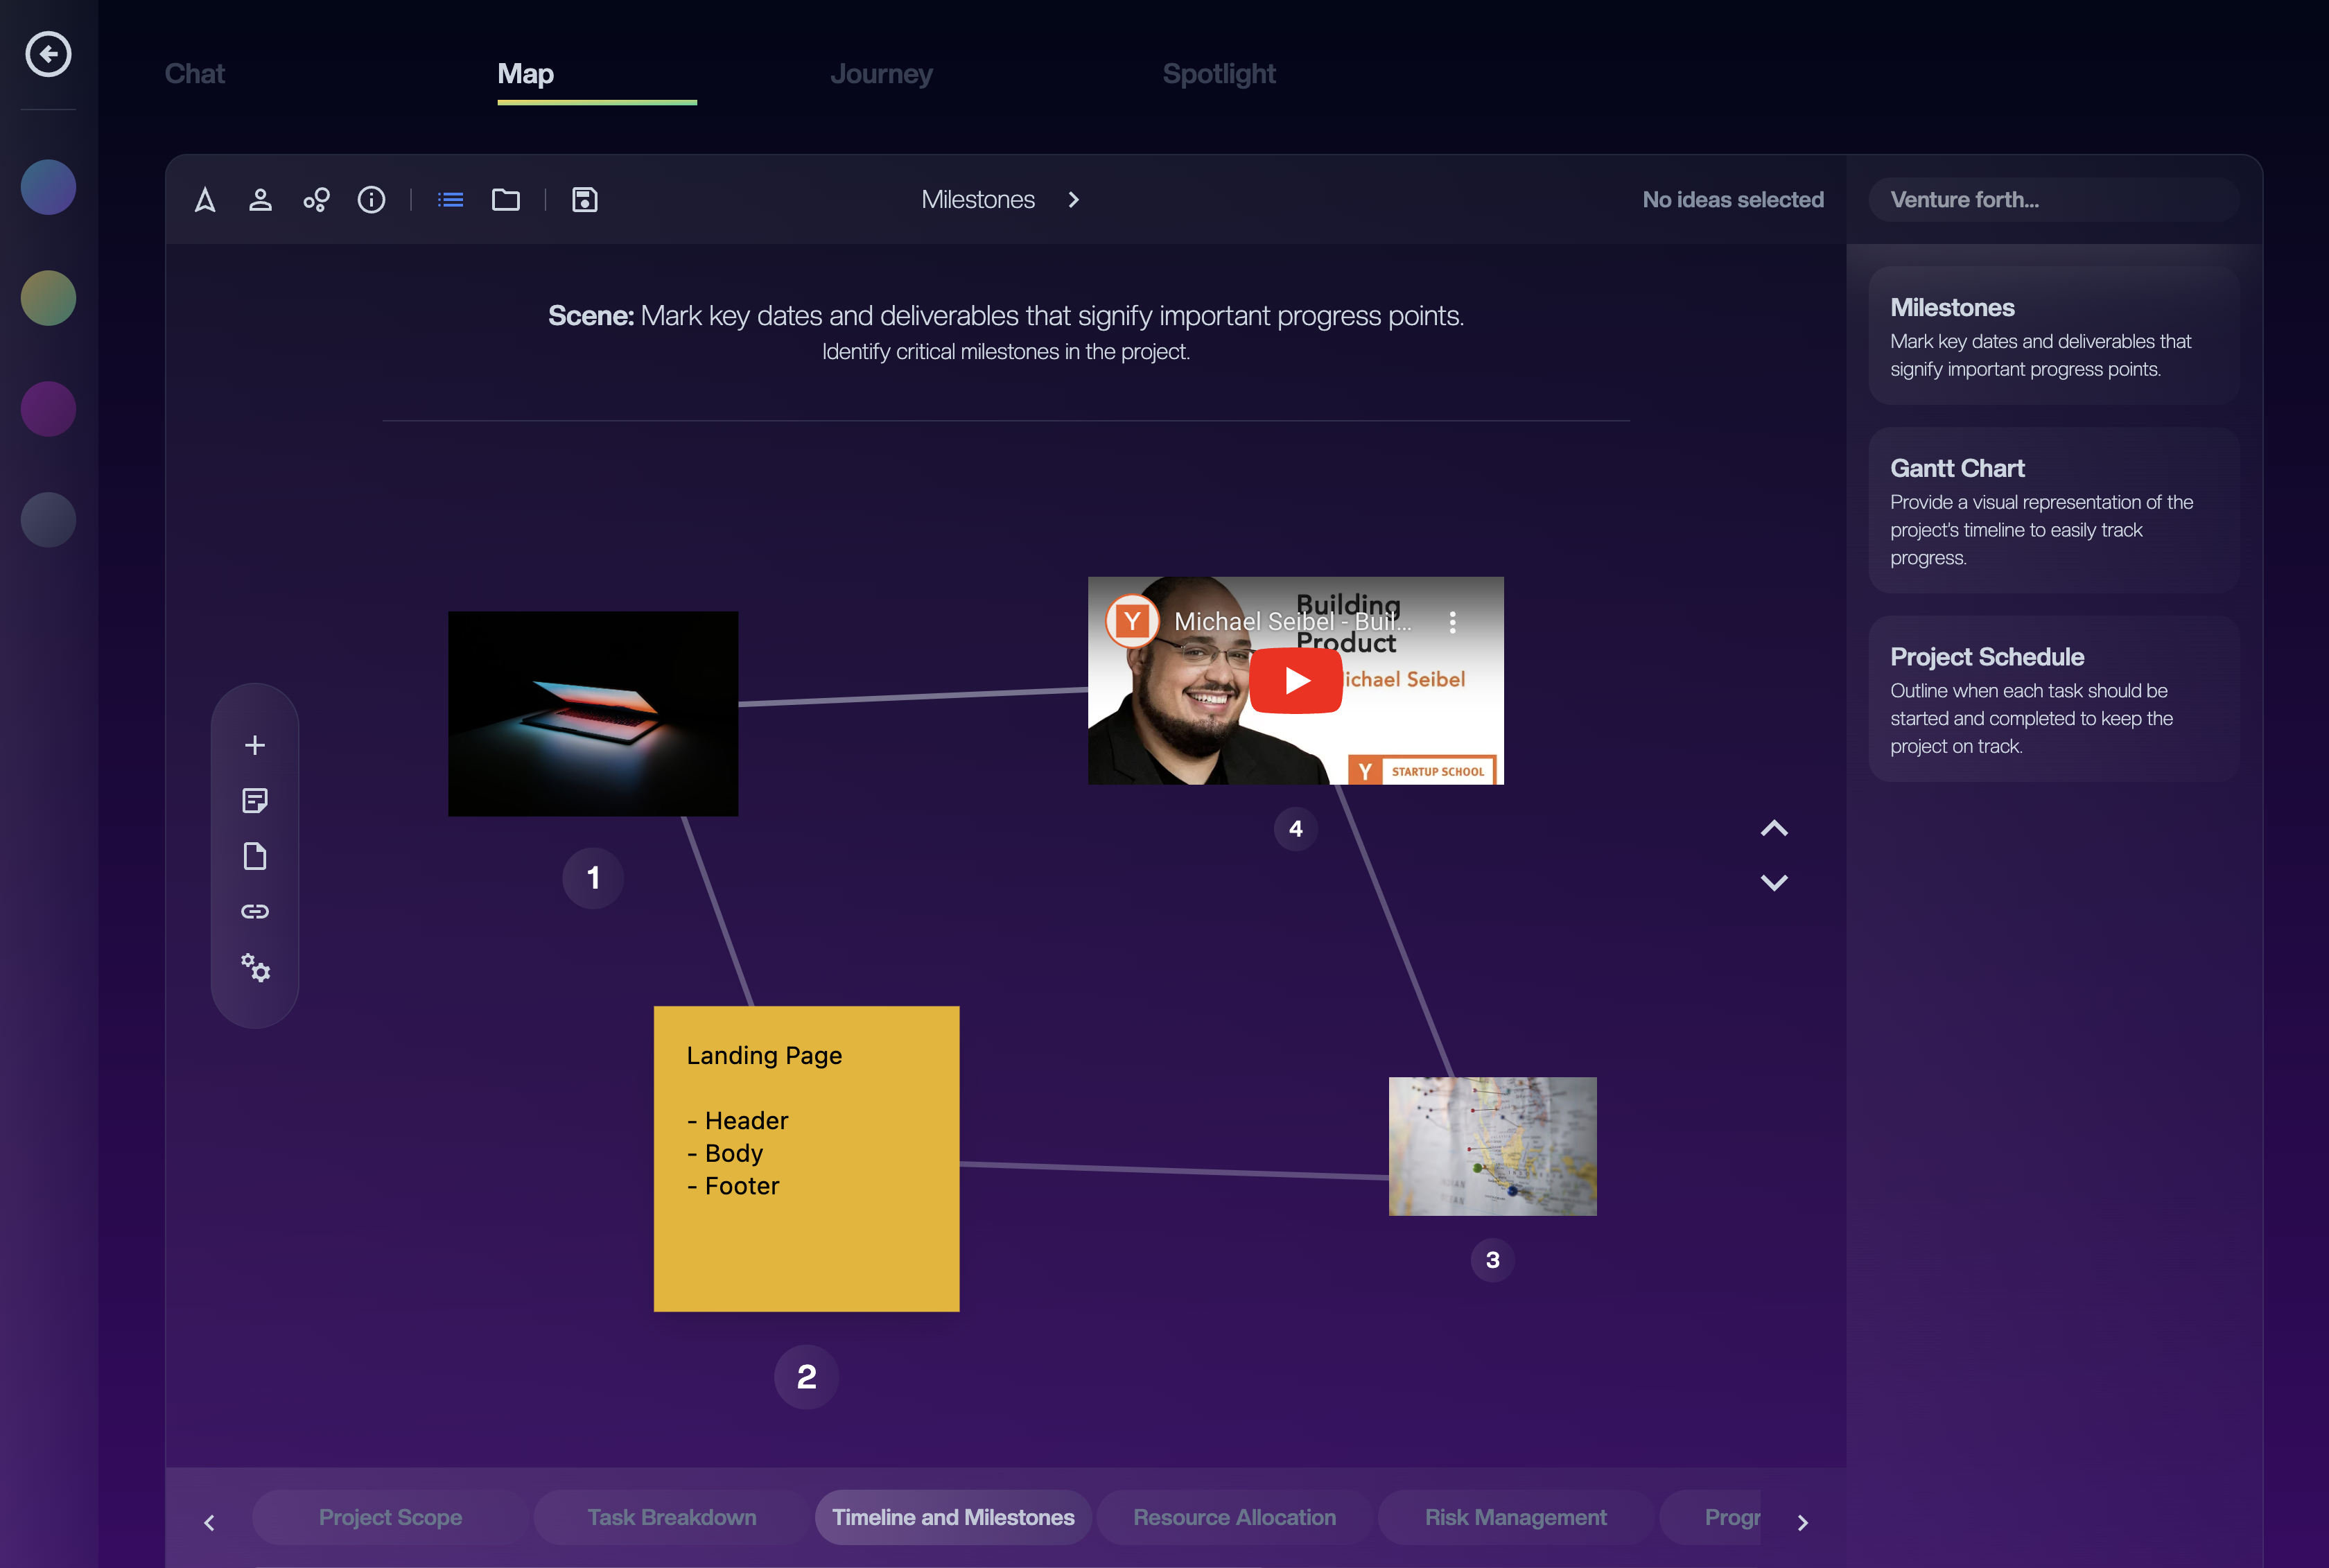 Chat
Map
Journey
Spotlight
Milestones
No ideas selected
Venture forth...
Scene: Mark key dates and deliverables that signify important progress points.
Identify critical milestones in the project.
Milestones
Mark key dates and deliverables that
signify important progress points.
Gantt Chart
Provide a visual representation of the
project's timeline to easily track
progress.
Project Schedule
Outline when each task should be
started and completed to keep the
project on track.
Building
Y
Michael Seibel - Buil...
Product
ichael Seibel
Y STARTUP SCHOOL
1
4
Landing Page
- Header
- Body
- Footer
2
3
Project Scope
Task Breakdown
Timeline and Milestones
Resource Allocation
Risk Management
Progr